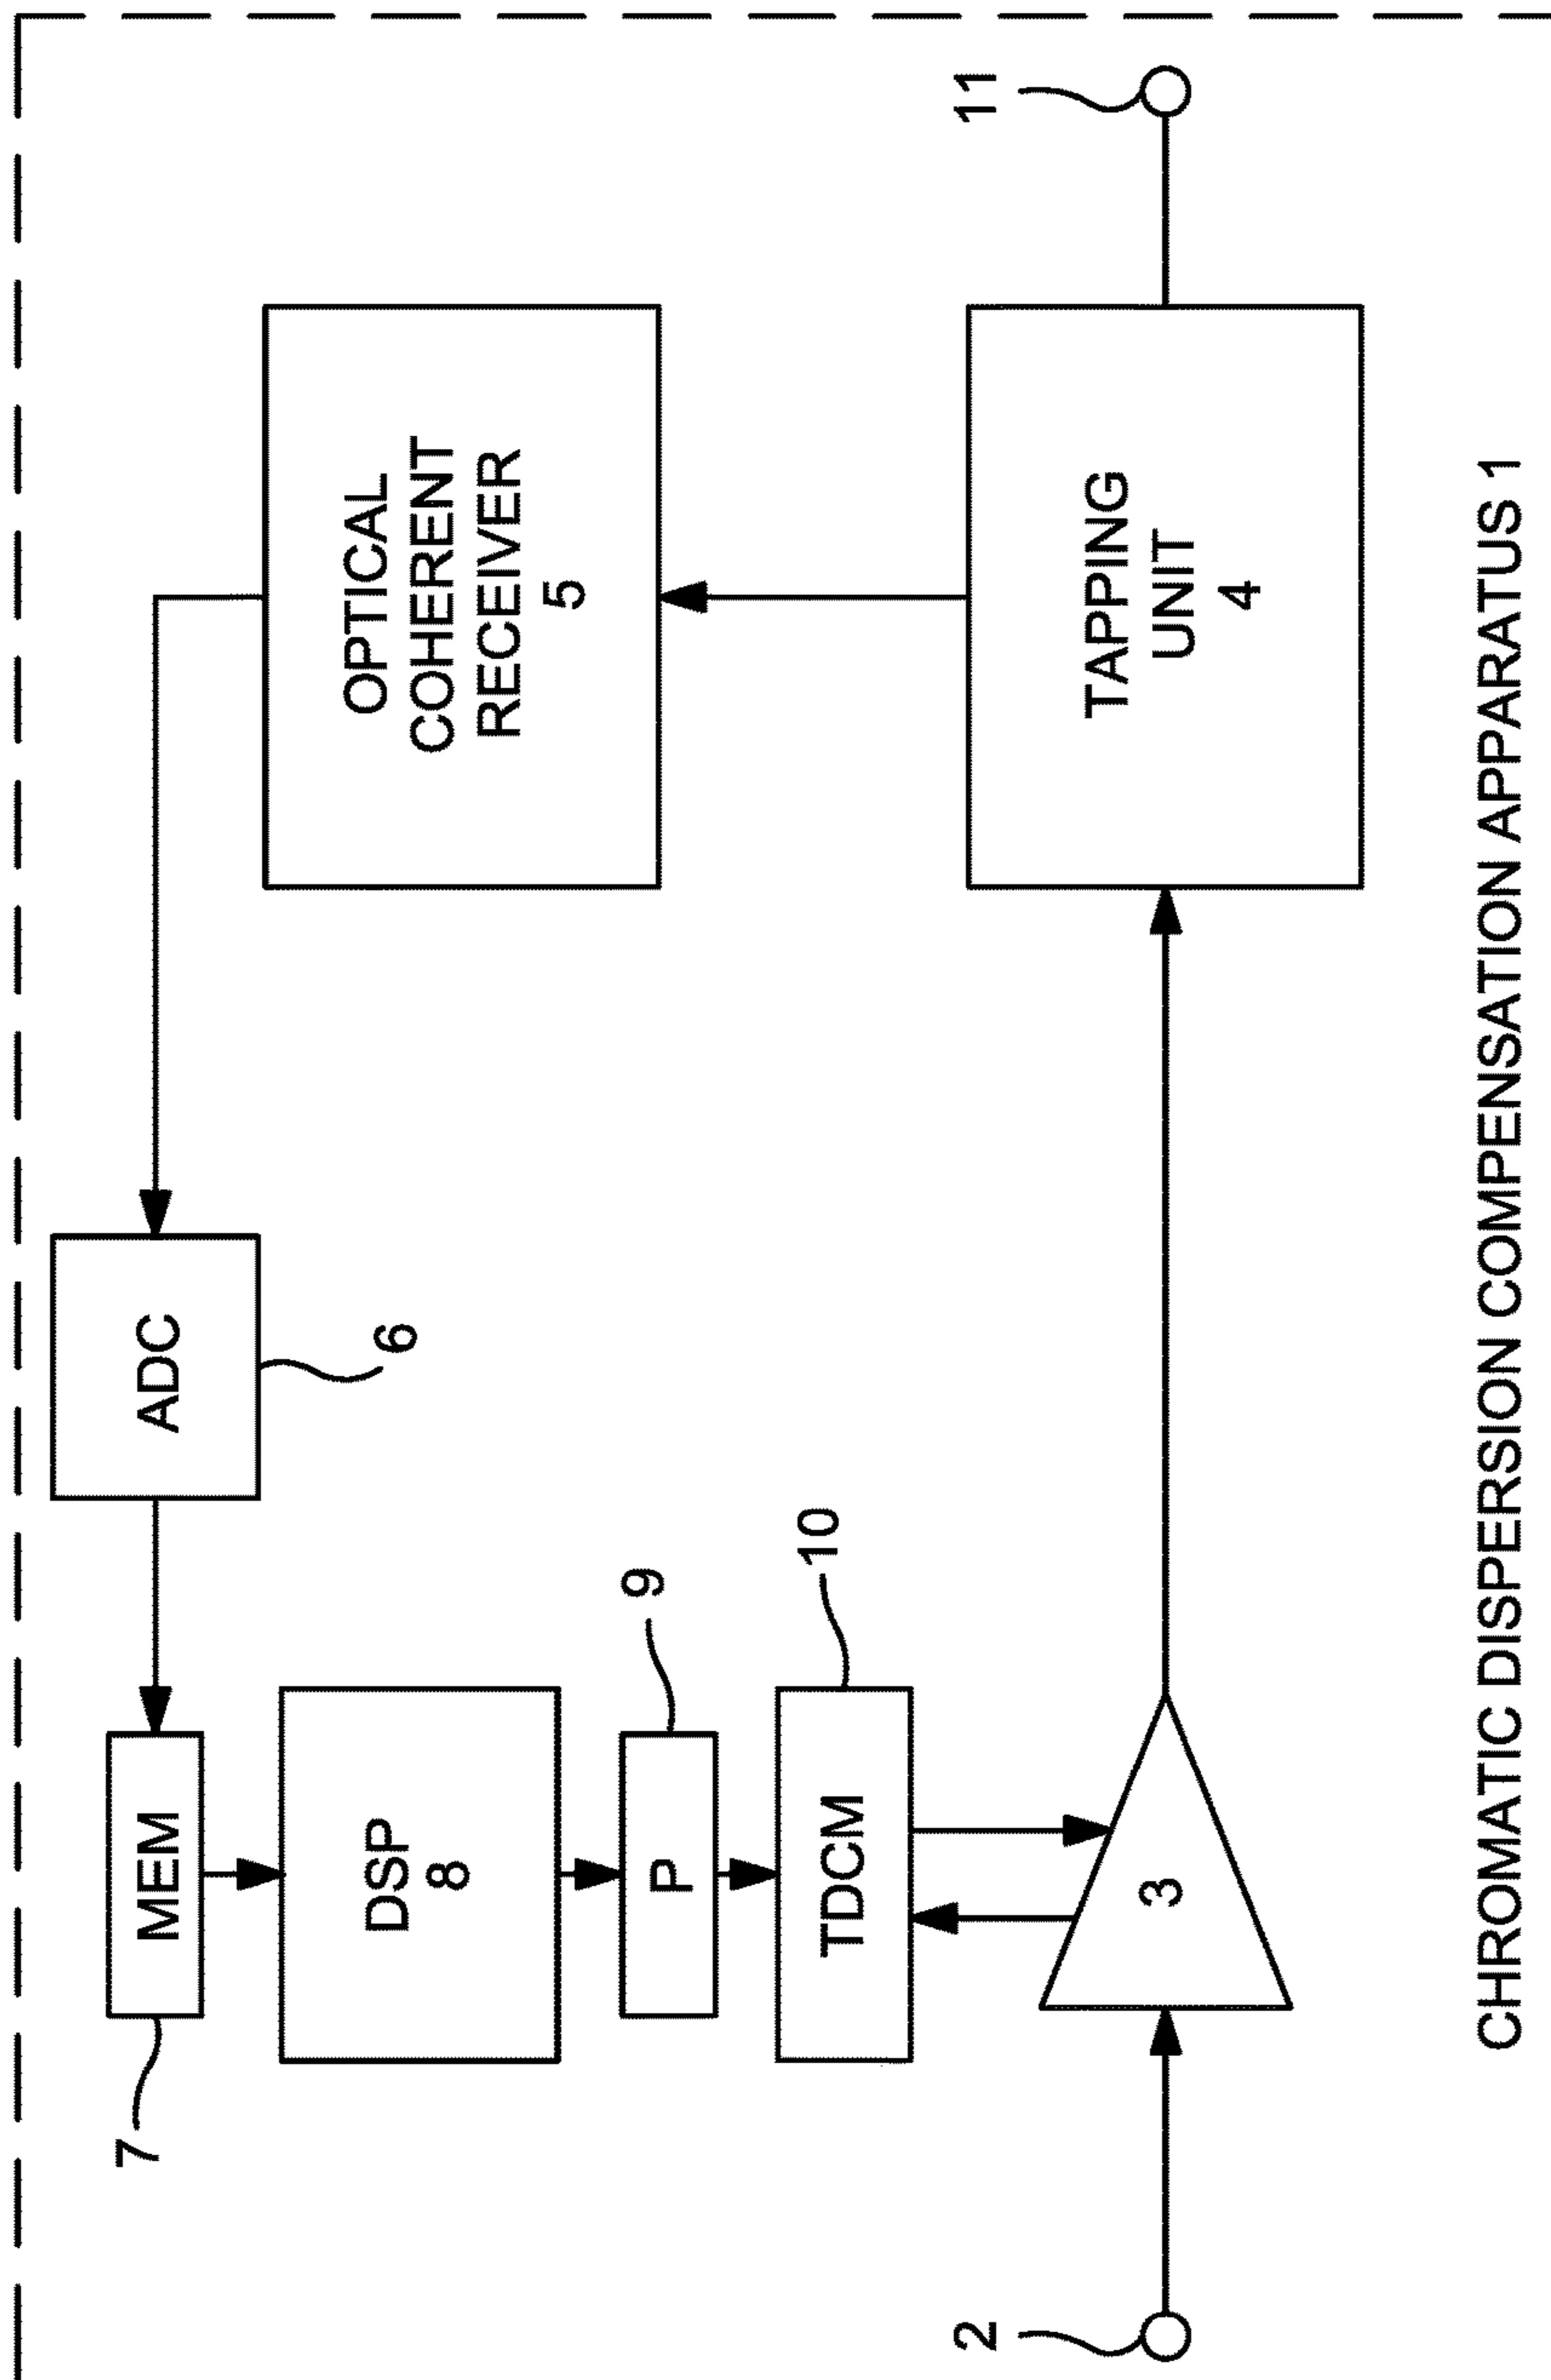 7
MEM
ADC
6
DSP
8
OPTICAL
COHERENT
RECEIVER
5
P
9
TDCM
10
2
3
TAPPING
UNIT
4
11
CHROMATIC DISPERSION COMPENSATION APPARATUS 1